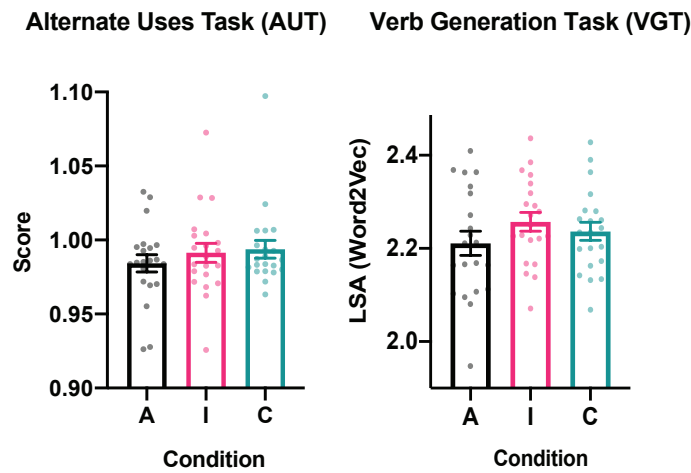 Alternate Uses Task (AUT)
Score
1.10
1.05
1.00
0.95
0.90
A I C
Condition
Verb Generation Task (VGT)
LSA (Word2Vec)
2.4
2.2
2.0
A I C
Condition